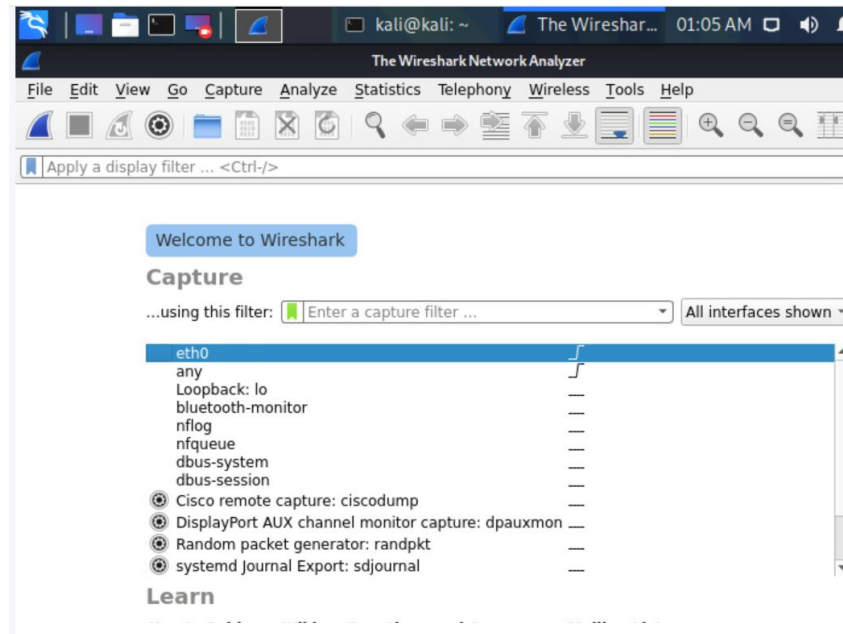 kali@kali: ~ The Wireshar... 01:05 AM
The Wireshark Network Analyzer
File Edit View Go Capture Analyze Statistics Telephony Wireless Tools Help
Apply a display filter ... <Ctrl-/>
Welcome to Wireshark
Capture
...using this filter: Enter a capture filter ... All interfaces shown
eth0
any
Loopback: lo
bluetooth-monitor
nflog
nfqueue
dbus-system
dbus-session
Cisco remote capture: ciscodump
DisplayPort AUX channel monitor capture: dpauxmon
Random packet generator: randpkt
systemd Journal Export: sdjournal
Learn